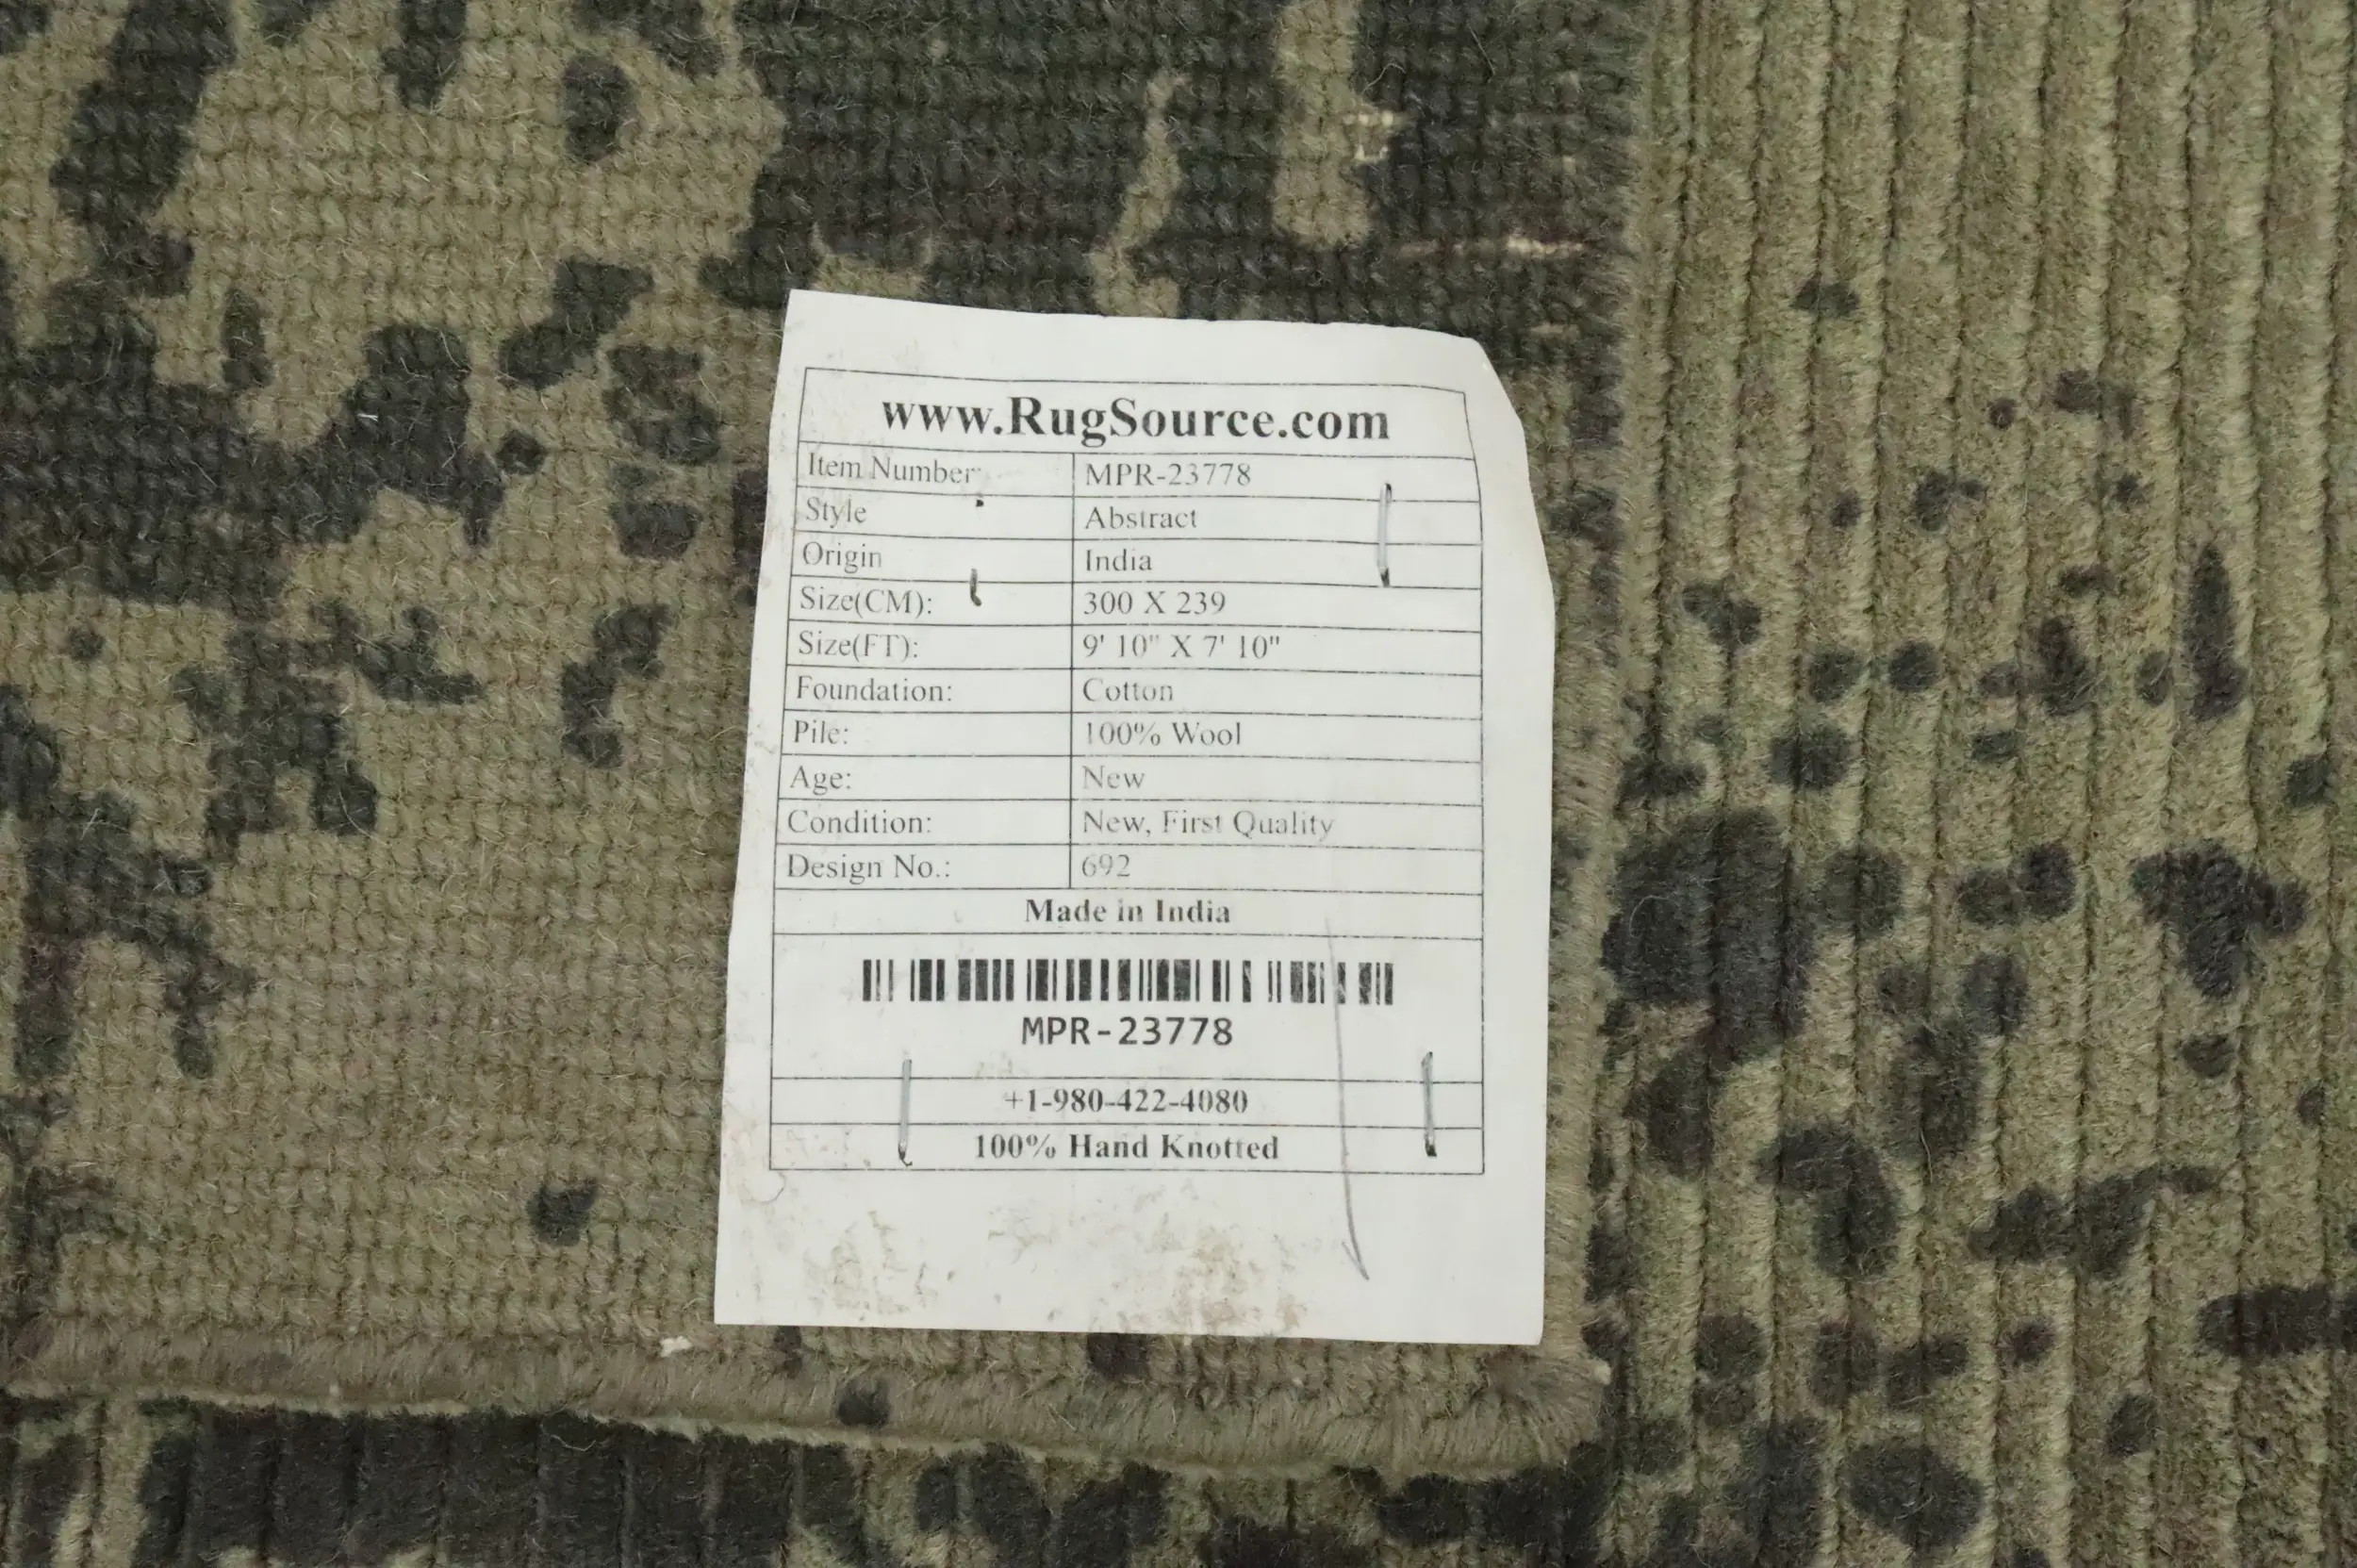 www.RugSource.com
Item Number: MPR-23778
Style Abstract
Origin India
Size(CM): 300 X 239
Size(FT): 9' 10" X 7' 10"
Foundation: Cotton
Pile: 100% Wool
Age: New
Condition: New, First Quality
Design No.: 692
Made in India
MPR-23778
+1-980-422-4080
100% Hand Knotted